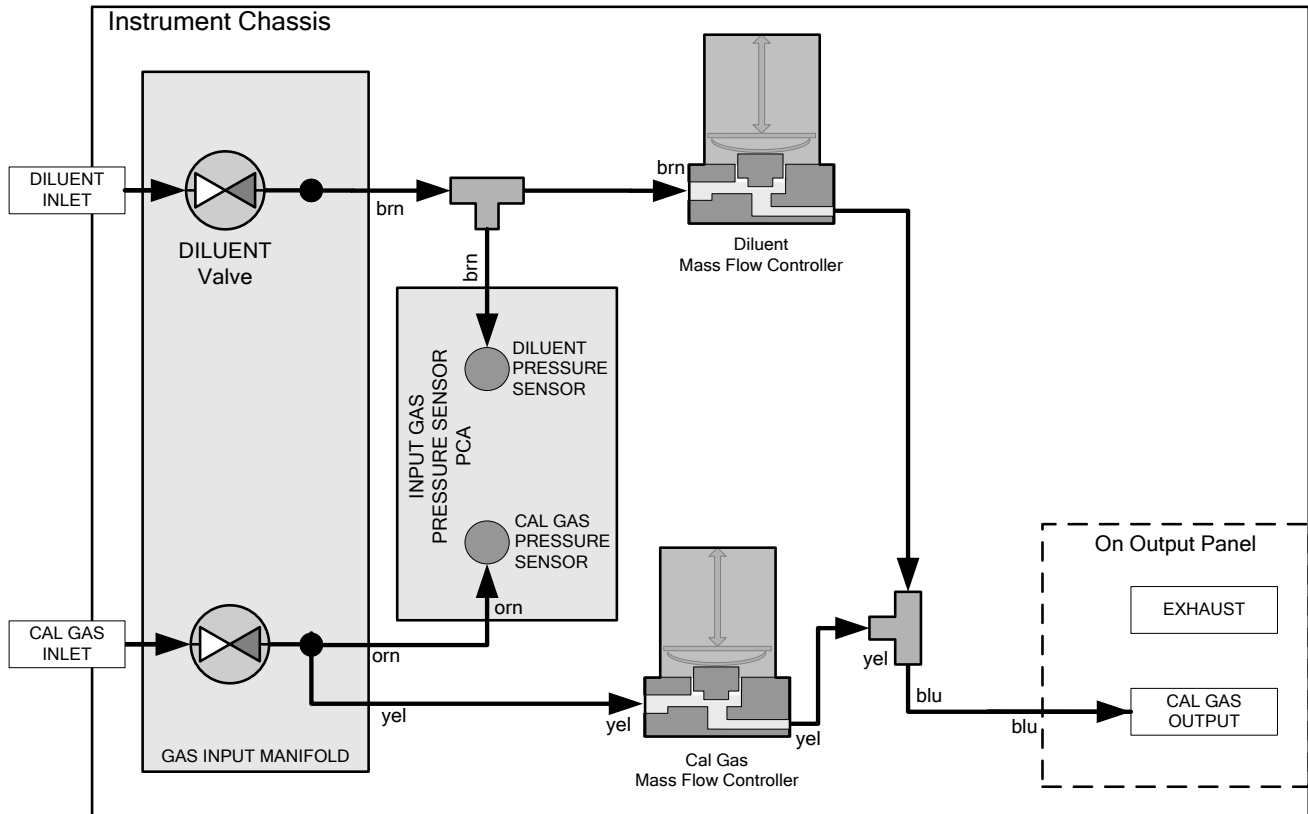 Instrument Chassis
DILUENT
INLET
DILUENT
Valve
brn
brn
brn
Diluent
Mass Flow Controller
INPUT GAS
PRESSURE SENSOR
PCA
DILUENT
PRESSURE
SENSOR
CAL GAS
PRESSURE
SENSOR
orn
CAL GAS
INLET
orn
yel
GAS INPUT MANIFOLD
yel
yel
Cal Gas
Mass Flow Controller
yel
blu
blu
On Output Panel
EXHAUST
CAL GAS
OUTPUT